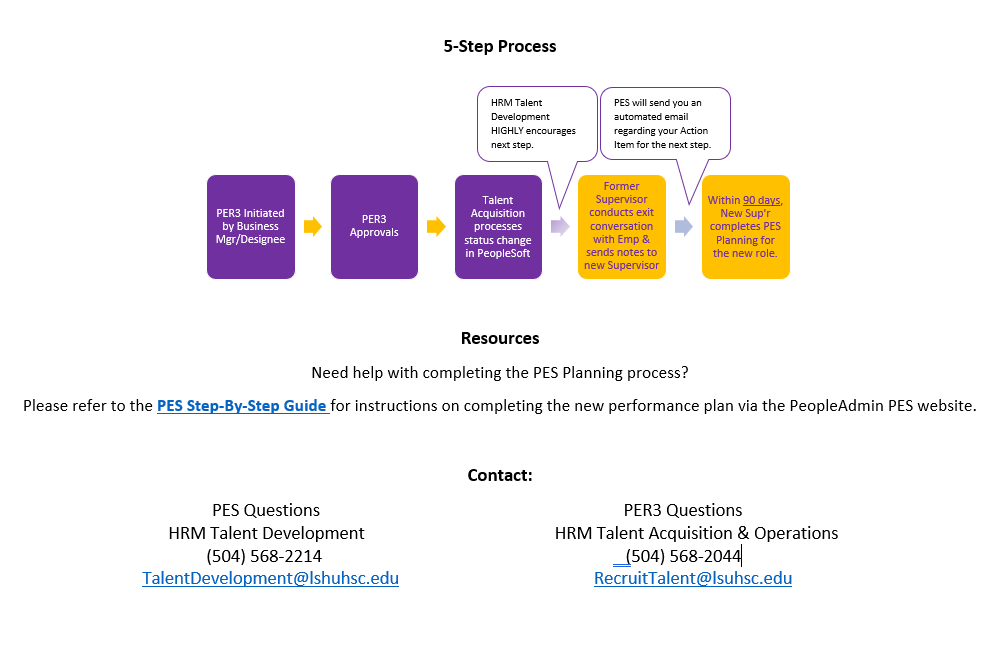 5-Step Process
HRM Talent
Development
HIGHLY encourages
next step.
PES will send you an
automated email
regarding your Action
Item for the next step.
PER3 Initiated
by Business
Mgr/Designee
PER3
Approvals
Talent
Acquisition
processes
status change
in PeopleSoft
Former
Supervisor
conducts exit
conversation
with Emp &
sends notes to
new Supervisor
Within 90 days,
New Sup'r
completes PES
Planning for
the new role.
Resources
Need help with completing the PES Planning process?
Please refer to the PES Step-By-Step Guide for instructions on completing the new performance plan via the PeopleAdmin PES website.
Contact:
PES Questions
HRM Talent Development
(504) 568-2214
TalentDevelopment@lshuhsc.edu
PER3 Questions
HRM Talent Acquisition & Operations
(504) 568-2044
RecruitTalent@lsuhsc.edu